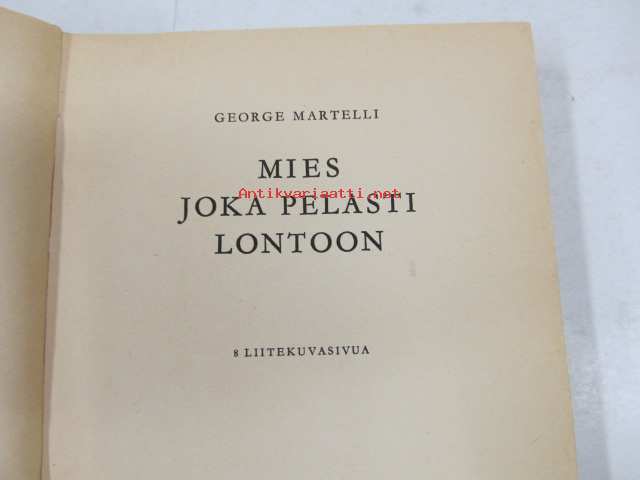 GEORGE MARTELLI
MIES
Antikvariaatti.net
JOKA PELASTI
LONTOON
8 LIITEKUVASIVUA